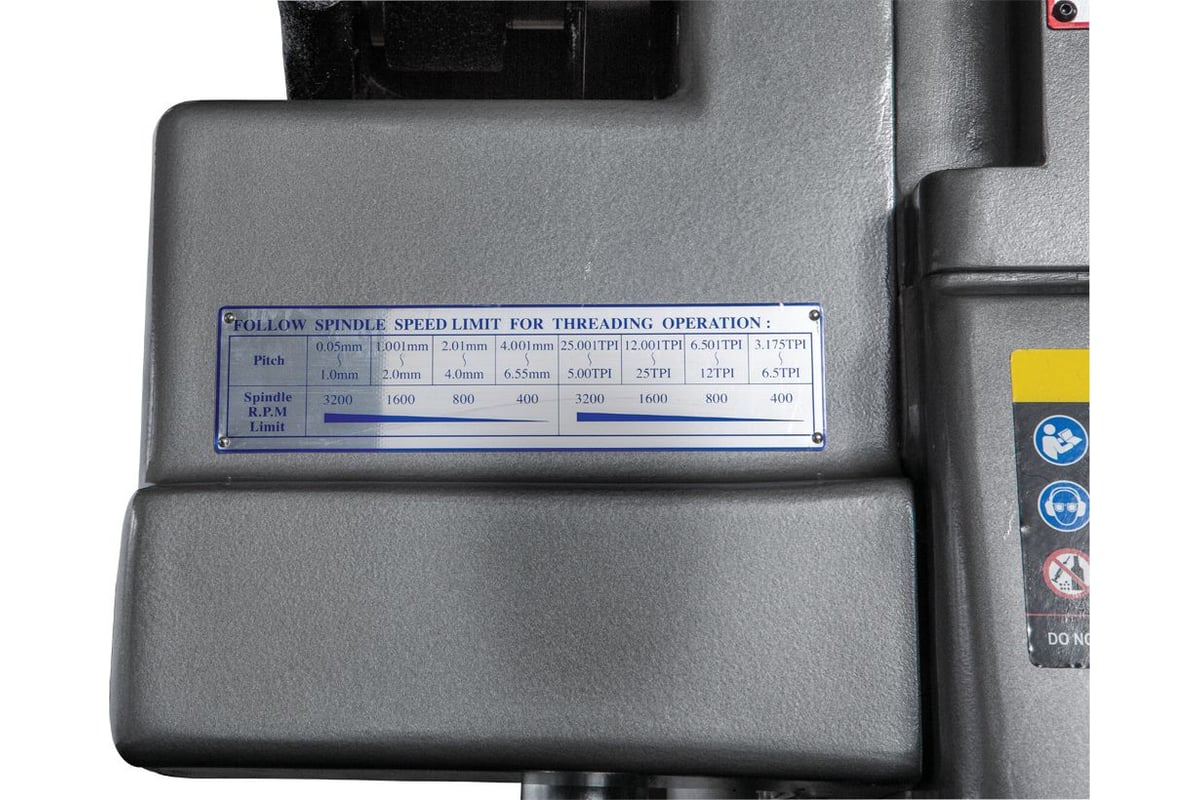 FOLLOW SPINDLE SPEED LIMIT FOR THREADING OPERATION :
Pitch
0.05mm 1.001mm 2.01mm 4.001mm 25.001TPI 12.001TPI 6.501TPI 3.175TPI
1.0mm 2.0mm 4.0mm 6.55mm 5.00TPI 25TPI 12TPI 6.5TPI
Spindle R.P.M Limit
3200 1600 800 400 3200 1600 800 400
DO NO